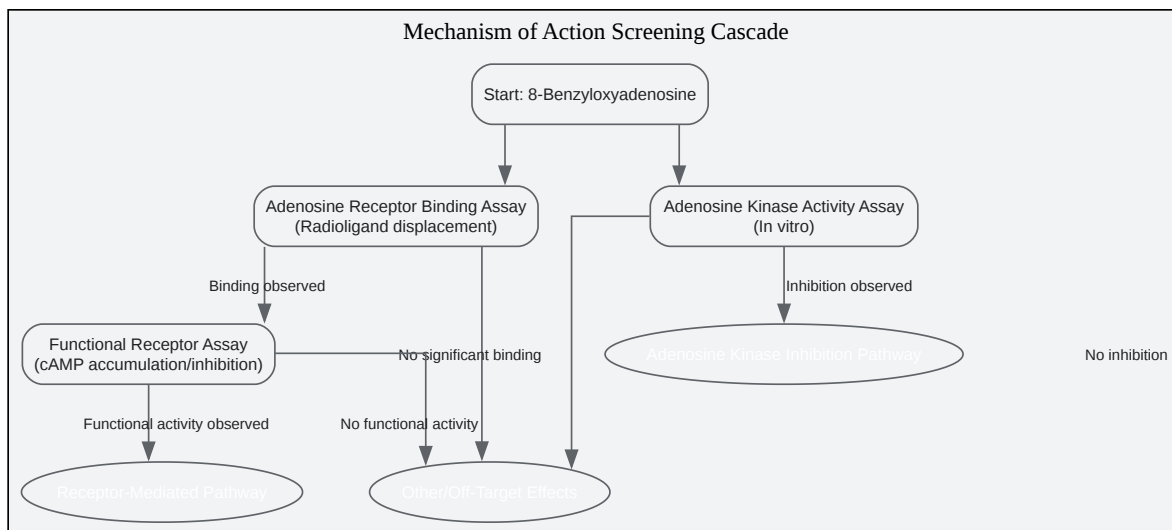 Mechanism of Action Screening Cascade
Start: 8-Benzyloxyadenosine
Adenosine Receptor Binding Assay
(Radioligand displacement)
Adenosine Kinase Activity Assay
(In vitro)
Binding observed
Inhibition observed
Functional Receptor Assay
(cAMP accumulation/inhibition)
No significant binding
Adenosine Kinase Inhibition Pathway
No inhibition
Functional activity observed
No functional activity
Receptor-Mediated Pathway
Other/Off-Target Effects